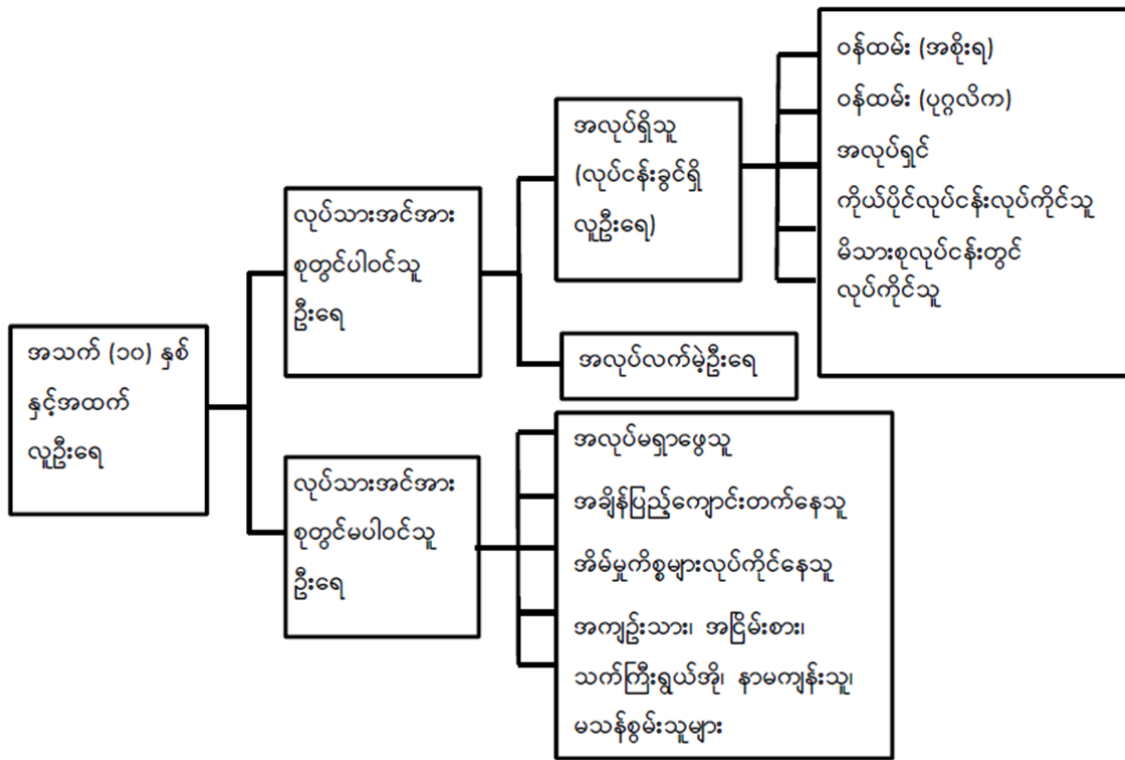 အသက် (၁၀) နှစ်
နှင့်အထက်
လူဦးရေ
လုပ်သားအင်အား
စုတွင်ပါဝင်သူ
ဦးရေ
လုပ်သားအင်အား
စုတွင်မပါဝင်သူ
ဦးရေ
အလုပ်ရှိသူ
(လုပ်ငန်းခွင်ရှိ
လူဦးရေ)
အလုပ်လက်မဲ့ဦးရေ
ဝန်ထမ်း (အစိုးရ)
ဝန်ထမ်း (ပုဂ္ဂလိက)
အလုပ်ရှင်
ကိုယ်ပိုင်လုပ်ငန်းလုပ်ကိုင်သူ
မိသားစုလုပ်ငန်းတွင်
လုပ်ကိုင်သူ
အလုပ်မရှာဖွေသူ
အချိန်ပြည့်ကျောင်းတက်နေသူ
အိမ်မှုကိစ္စများလုပ်ကိုင်နေသူ
အကျဉ်းသား၊ အငြိမ်းစား၊
သက်ကြီးရွယ်အို၊ နာမကျန်းသူ၊
မသန်စွမ်းသူများ